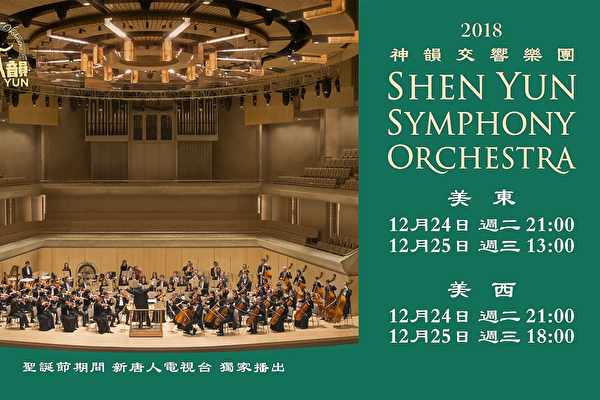 韻
YUN
2018
神韻交響樂團
SHEN YUN
SYMPHONY
ORCHESTRA
美東
12月24日 週二 21:00
12月25日 週三 13:00
美西
12月24日 週二 21:00
12月25日 週三 18:00
聖誕節期間 新唐人電視台 獨家播出